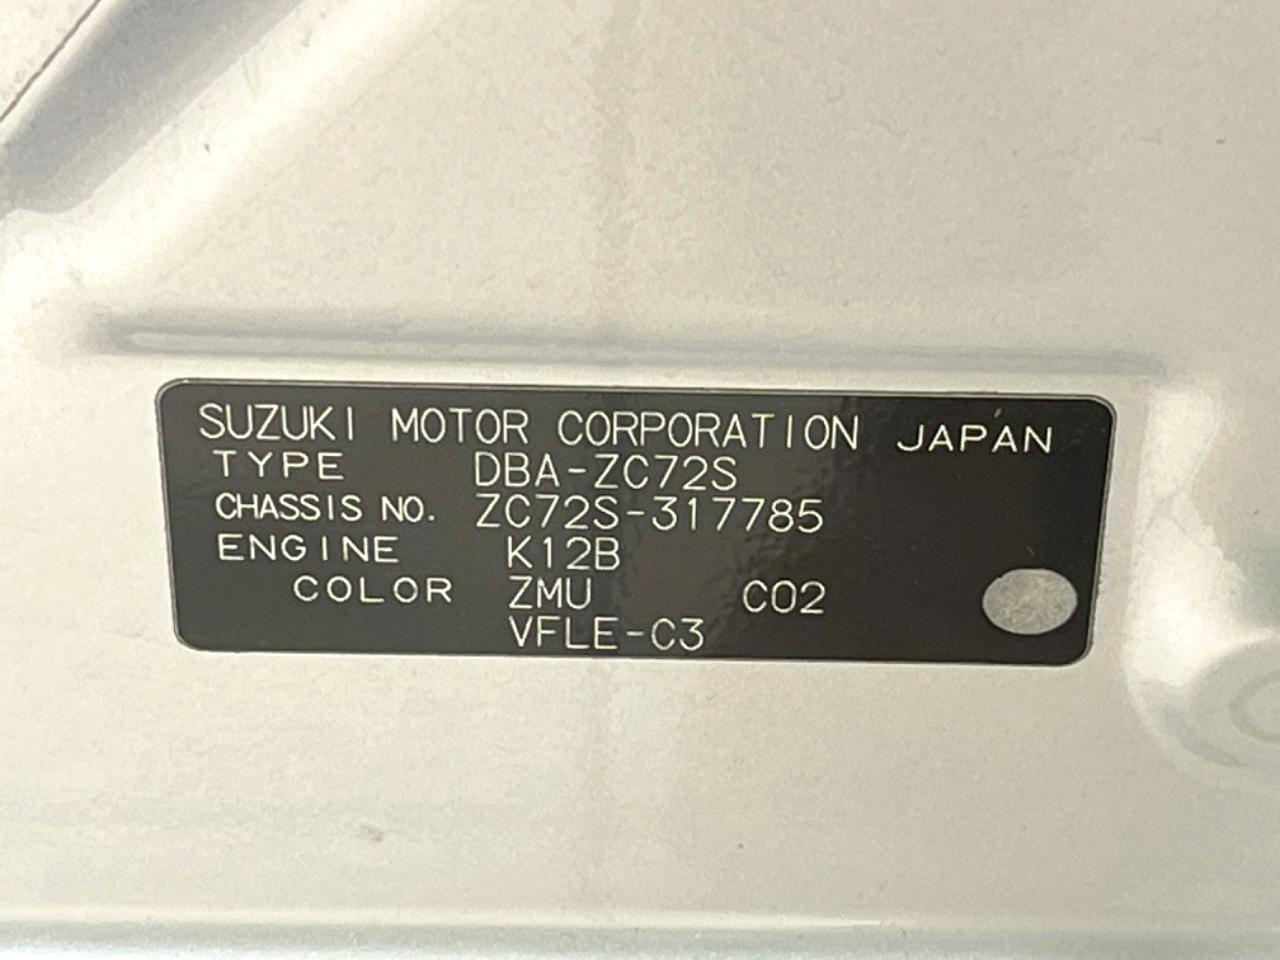 SUZUKI MOTOR CORPORATION JAPAN
TYPE DBA-ZC72S
CHASSIS NO. ZC72S-317785
ENGINE K12B
COLOR ZMU C02
VFLE-C3